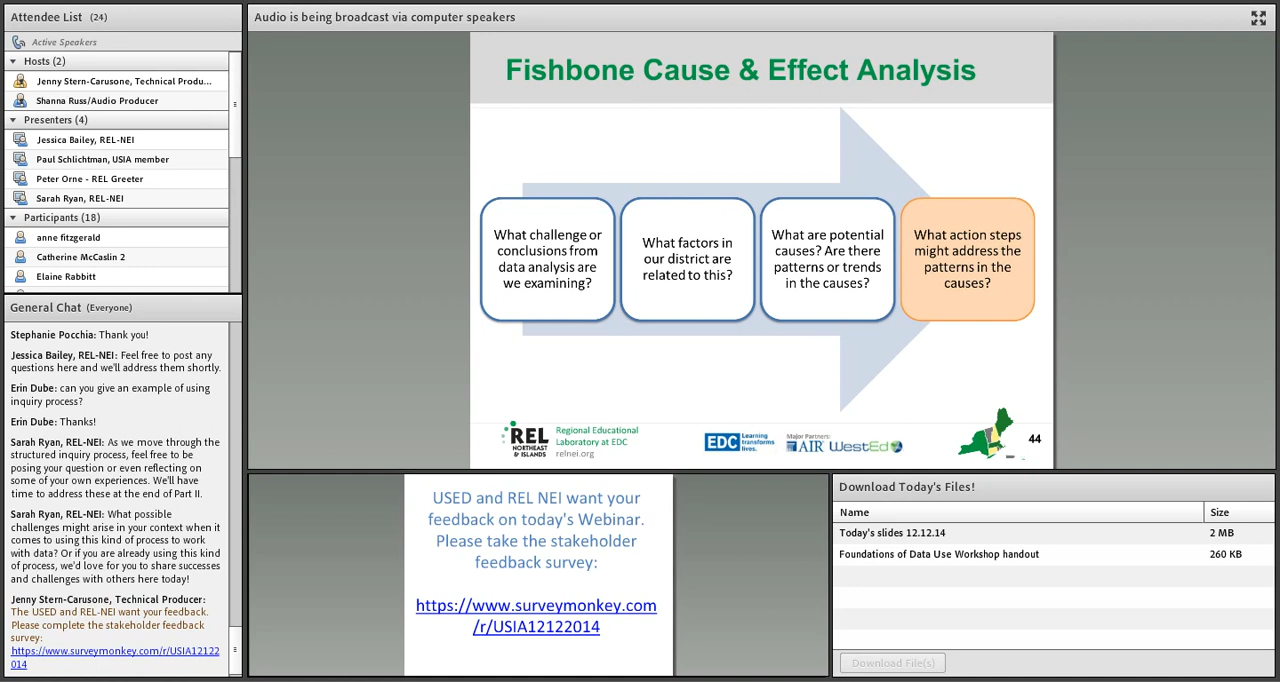 Attendee List (24)
Active Speakers
Hosts (2)
Jenny Stern-Carusone, Technical Produ...
Shanna Russ/Audio Producer
Presenters (4)
Jessica Bailey, REL-NEI
Paul Schlichtman, USIA member
Peter Orne - REL Greeter
Sarah Ryan, REL-NEI
Participants (18)
anne fitzgerald
Catherine McCaslin 2
Elaine Rabbitt
General Chat (Everyone)
Stephanie Pocchia: Thank you!
Jessica Bailey, REL-NEI: Feel free to post any
questions here and we'll address them shortly.
Erin Dube: can you give an example of using
inquiry process?
Erin Dube: Thanks!
Sarah Ryan, REL-NEI: As we move through the
structured inquiry process, feel free to be
posing your question or even reflecting on
some of your own experiences. We'll have
time to address these at the end of Part II.
Sarah Ryan, REL-NEI: What possible
challenges might arise in your context when it
comes to using this kind of process to work
with data? Or if you are already using this kind
of process, we'd love for you to share successes
and challenges with others here today!
Jenny Stern-Carusone, Technical Producer:
The USED and REL-NEI want your feedback.
Please complete the stakeholder feedback
survey:
https://www.surveymonkey.com/r/USIA12122
014
Audio is being broadcast via computer speakers
Fishbone Cause & Effect Analysis
What challenge or
conclusions from
data analysis are
we examining?
What factors in
our district are
related to this?
What are potential
causes? Are there
patterns or trends
in the causes?
What action steps
might address the
patterns in the
causes?
REL
NORTHEAST
& ISLANDS
Regional Educational
Laboratory at EDC
relnei.org
EDC Learning
transforms
lives.
Major Partners:
AIR WestEd
44
USED and REL NEI want your
feedback on today's Webinar.
Please take the stakeholder
feedback survey:
https://www.surveymonkey.com
/r/USIA12122014
Download Today's Files!
Name Size
Today's slides 12.12.14 2 MB
Foundations of Data Use Workshop handout 260 KB
Download File(s)